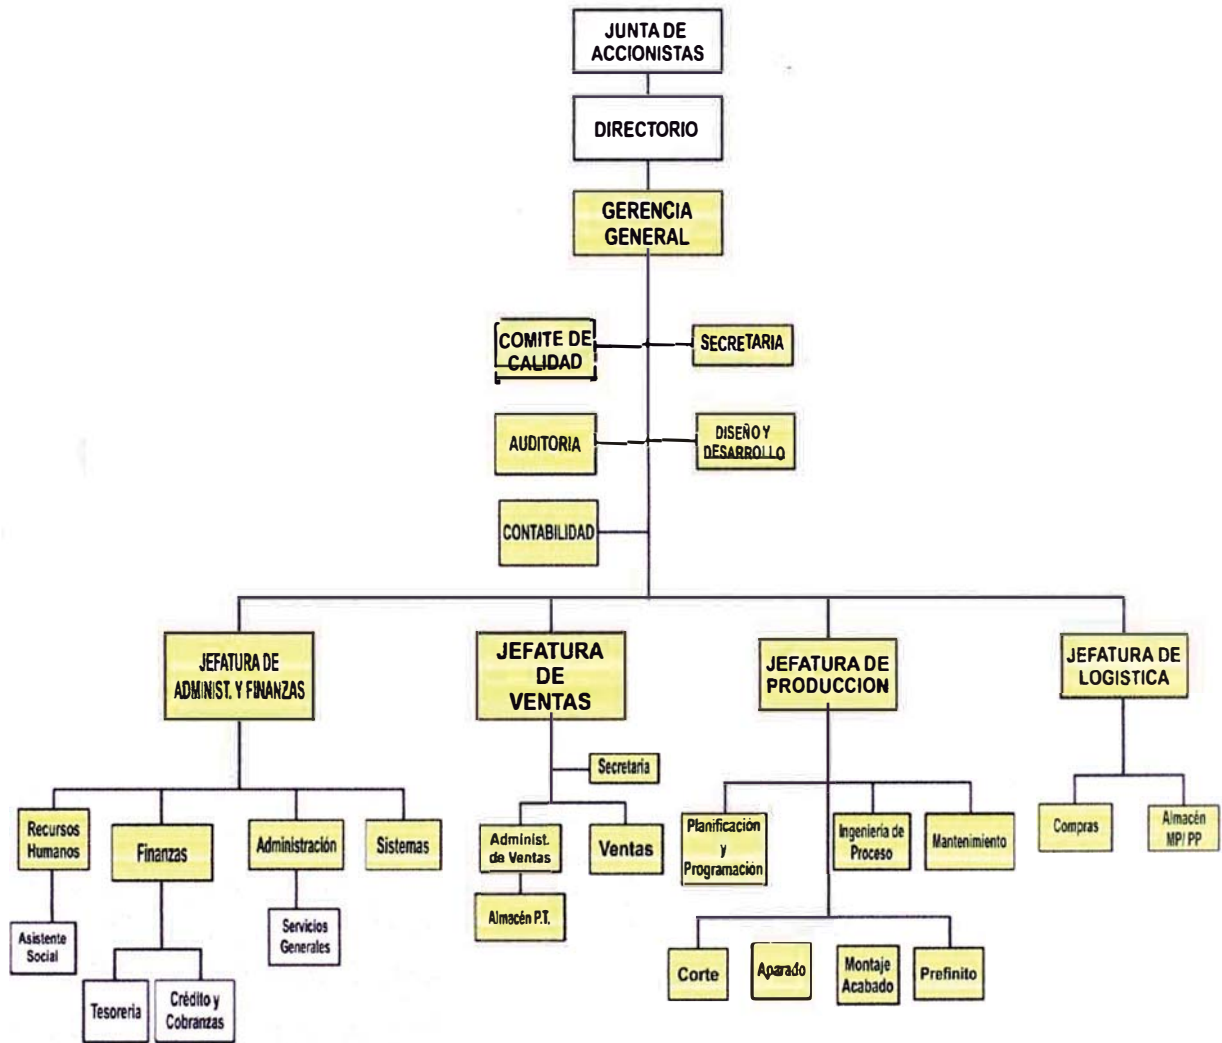 JUNTA DE
ACCIONISTAS
DIRECTORIO
GERENCIA
GENERAL
COMITE DE
CALIDAD
SECRETARIA
AUDITORIA
DISEÑO Y
DESARROLLO
CONTABILIDAD
JEFATURA DE
ADMINIST. Y FINANZAS
JEFATURA
DE
VENTAS
JEFATURA DE
PRODUCCION
JEFATURA DE
LOGISTICA
Secretaria
Recursos
Humanos
Finanzas
Administración
Sistemas
Administ.
de Ventas
Ventas
Planificación
y
Programación
Ingeniería de
Proceso
Mantenimiento
Compras
Almacén
MP/ PP
Asistente
Social
Servicios
Generales
Almacén P.T.
Tesoreria
Crédito y
Cobranzas
Corte
Aparado
Montaje
Acabado
Prefinito